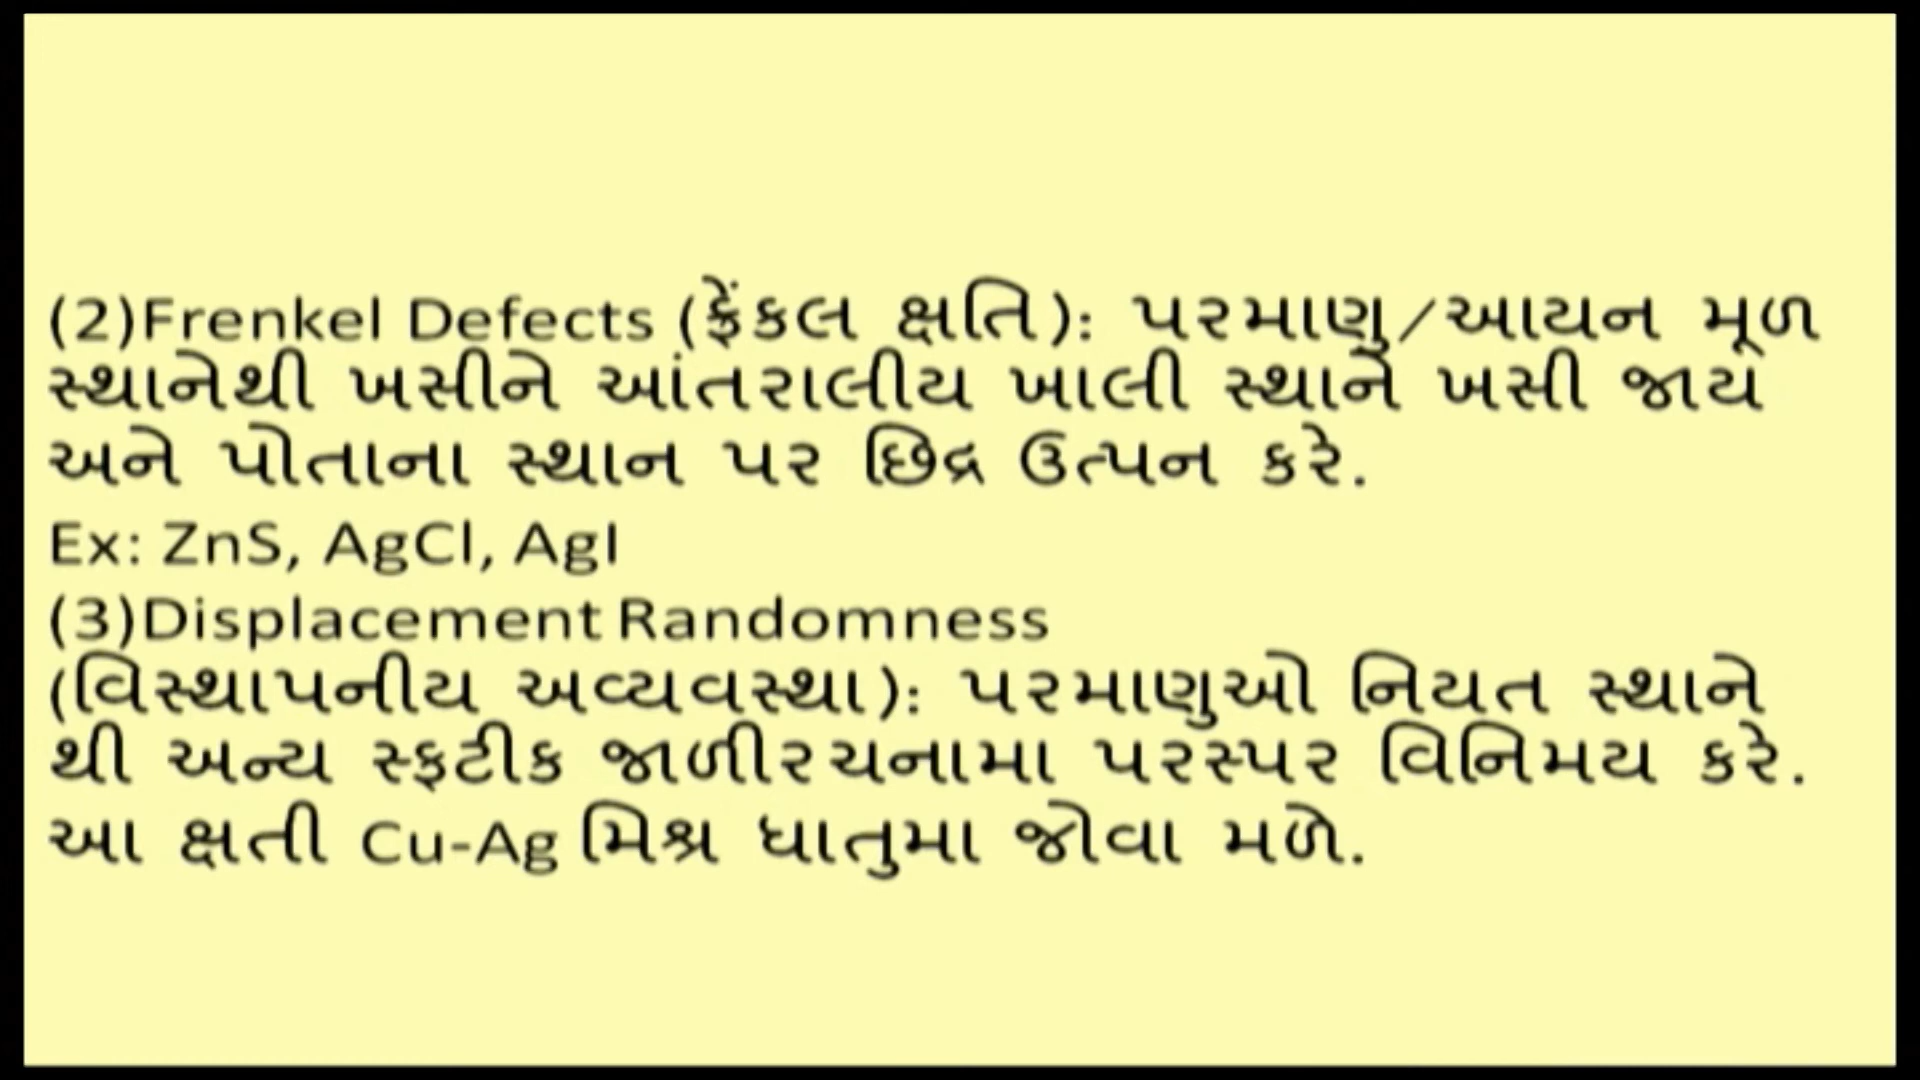 (2)Frenkel Defects (ફ્રેંકલ ક્ષતિ): પરમાણુ/આયન મૂળ
સ્થાનેથી ખસીને આંતરાલીય ખાલી સ્થાને ખસી જાય
અને પોતાના સ્થાન પર છિદ્ર ઉત્પન કરે.
Ex: ZnS, AgCl, AgI
(3)Displacement Randomness
(વિસ્થાપનીય અવ્યવસ્થા): પરમાણુઓ નિયત સ્થાને
થી અન્ય સ્ફટીક જાળીરચનામા પરસ્પર વિનિમય કરે.
આ ક્ષતી Cu-Ag મિશ્ર ધાતુમા જોવા મળે.